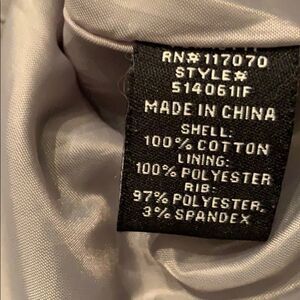 RN# 117070
STYLE#
514061IF
MADE IN CHINA
SHELL:
100% COTTON
LINING:
100% POLYESTER
RIB:
97% POLYESTER,
3% SPANDEX